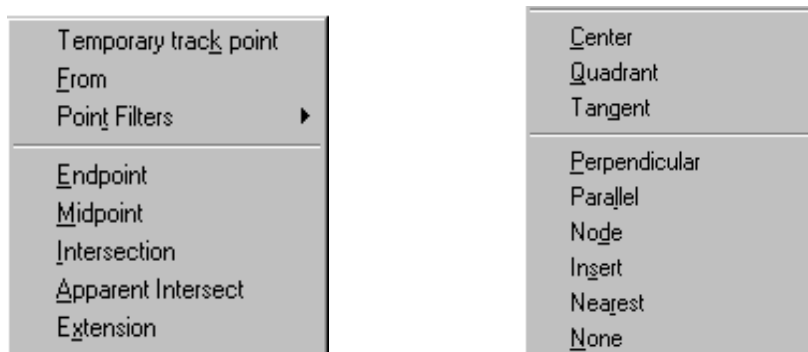 Temporary track point
From
Point Filters
Endpoint
Midpoint
Intersection
Apparent Intersect
Extension
Center
Quadrant
Tangent
Perpendicular
Parallel
Node
Insert
Nearest
None